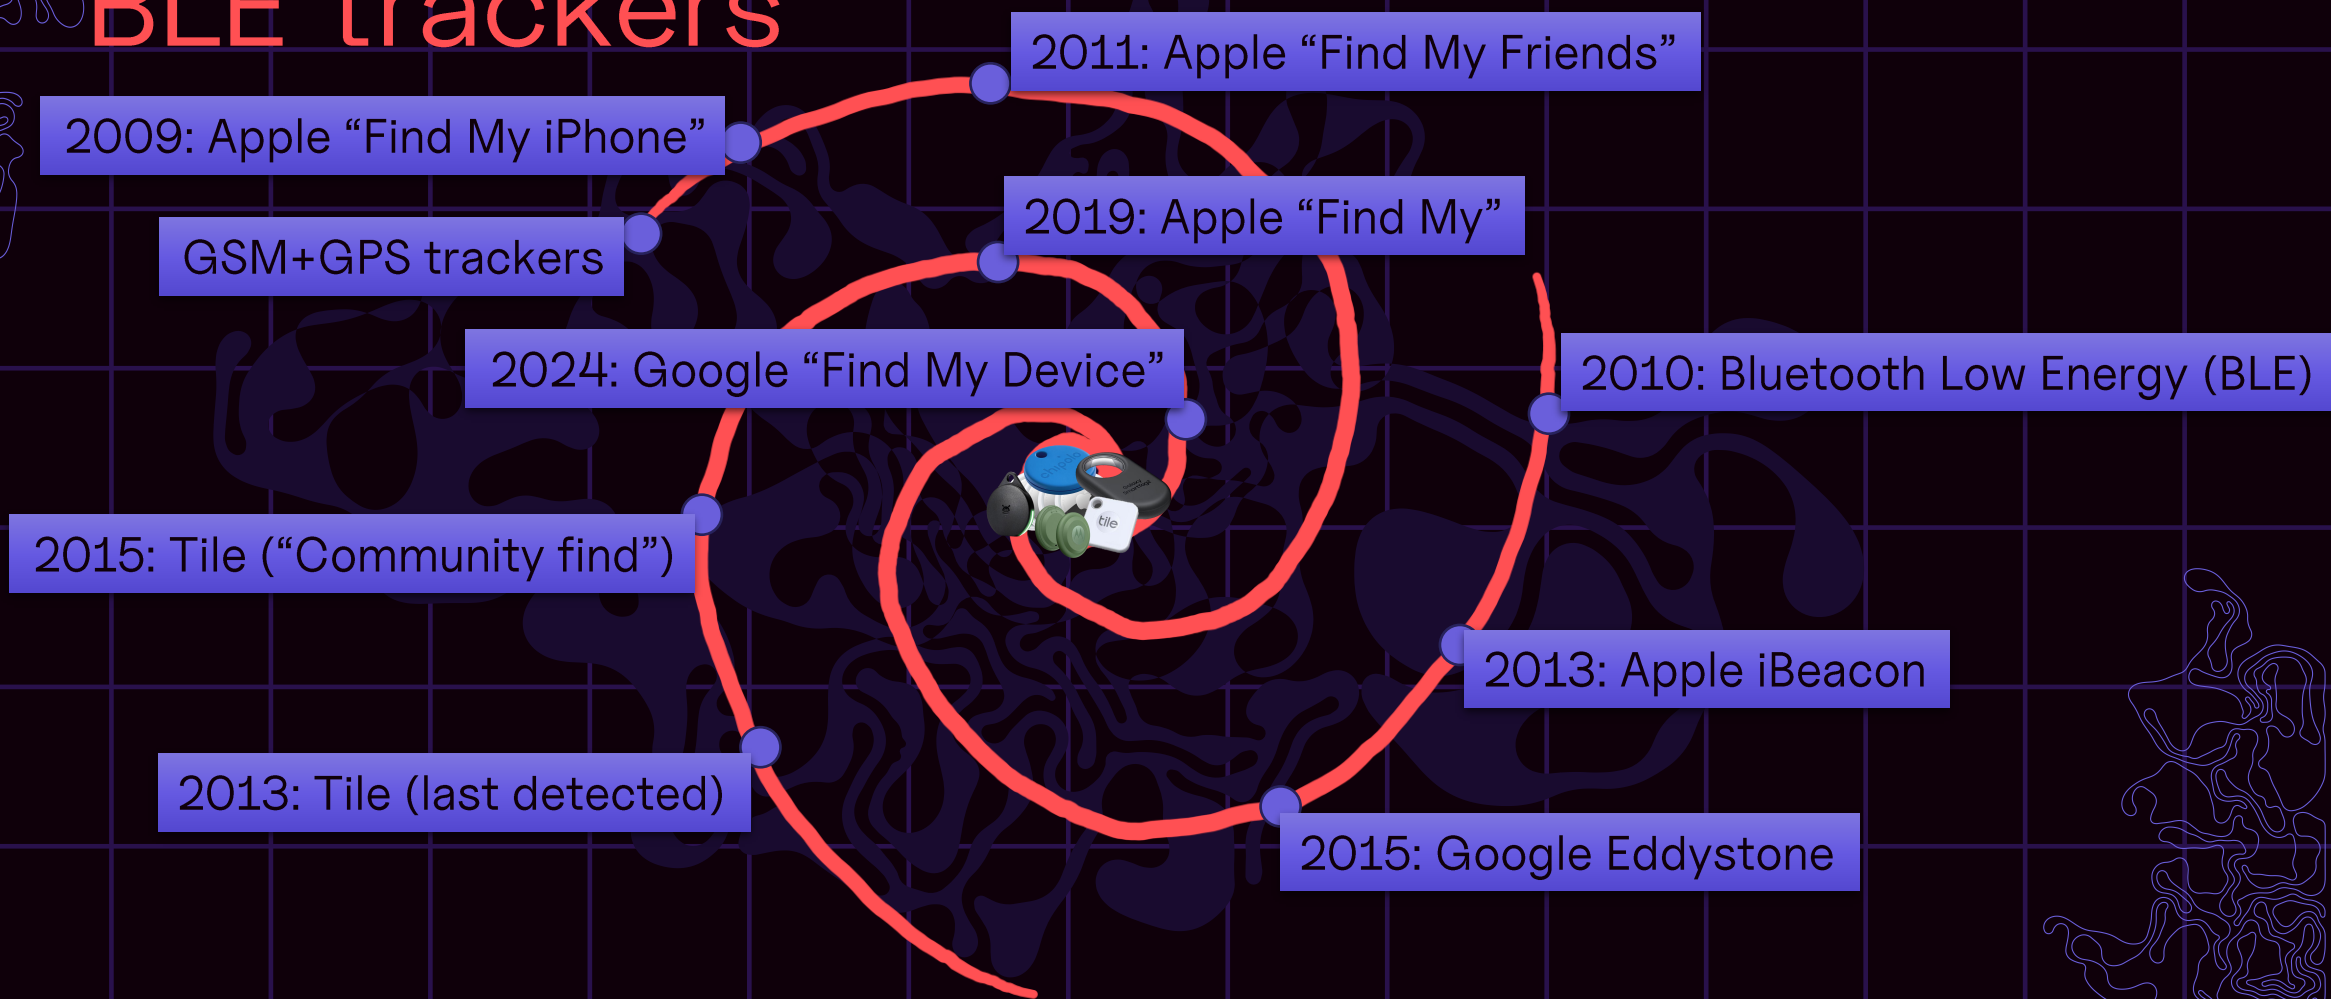 BLE trackers
2011: Apple “Find My Friends”
2009: Apple “Find My iPhone”
2019: Apple “Find My”
GSM+GPS trackers
2024: Google “Find My Device”
2010: Bluetooth Low Energy (BLE)
chipolo
tile
2015: Tile (“Community find”)
2013: Apple iBeacon
2013: Tile (last detected)
2015: Google Eddystone